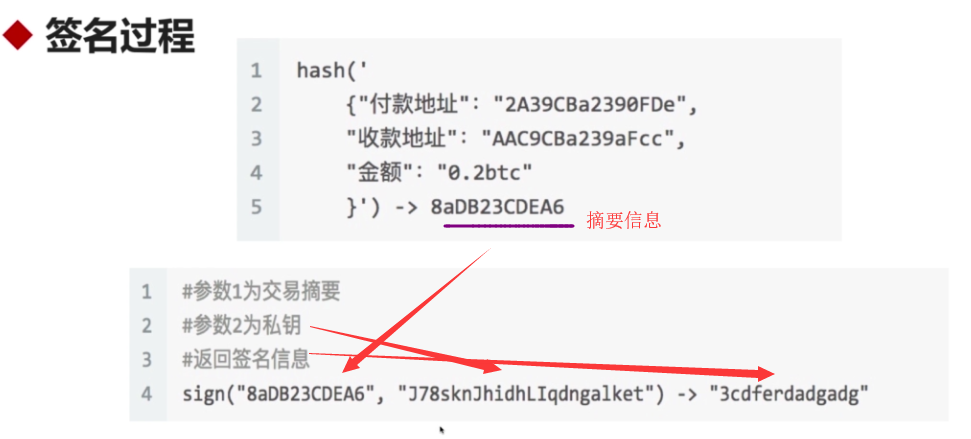 签名过程
1 hash('
2 {"付款地址": "2A39CBa2390FDe",
3 "收款地址": "AAC9CBa239aFcc",
4 "金额": "0.2btc"
5 }') -> 8aDB23CDEA6
摘要信息
1 #参数1为交易摘要
2 #参数2为私钥
3 #返回签名信息
4 sign("8aDB23CDEA6", "J78sknJhidhLIqdngalket") -> "3cdferdadgadg"